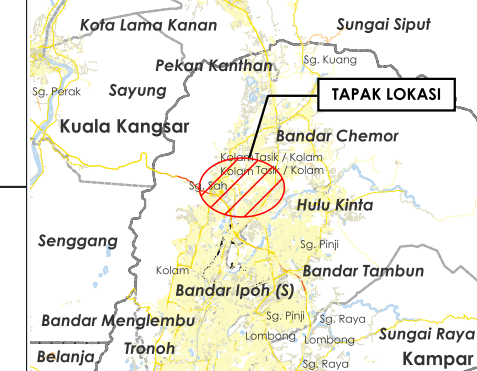 Kota Lama Kanan
Sungai Siput
Pekan Kanthan
Sg. Kuang
Sg. Perak
Sayung
TAPAK LOKASI
Kuala Kangsar
Bandar Chemor
Kolam Tasik / Kolam
Kolam Tasik / Kolam
Sg. Sah
Hulu Kinta
Senggang
Sg. Pinji
Kolam
Bandar Tambun
Bandar Ipoh (S)
Bandar Menglembu
Sg. Pinji
Sg. Raya
Sungai Raya
Lombong
Lombong
Tronoh
Belanja
Kampar
Sg. Raya